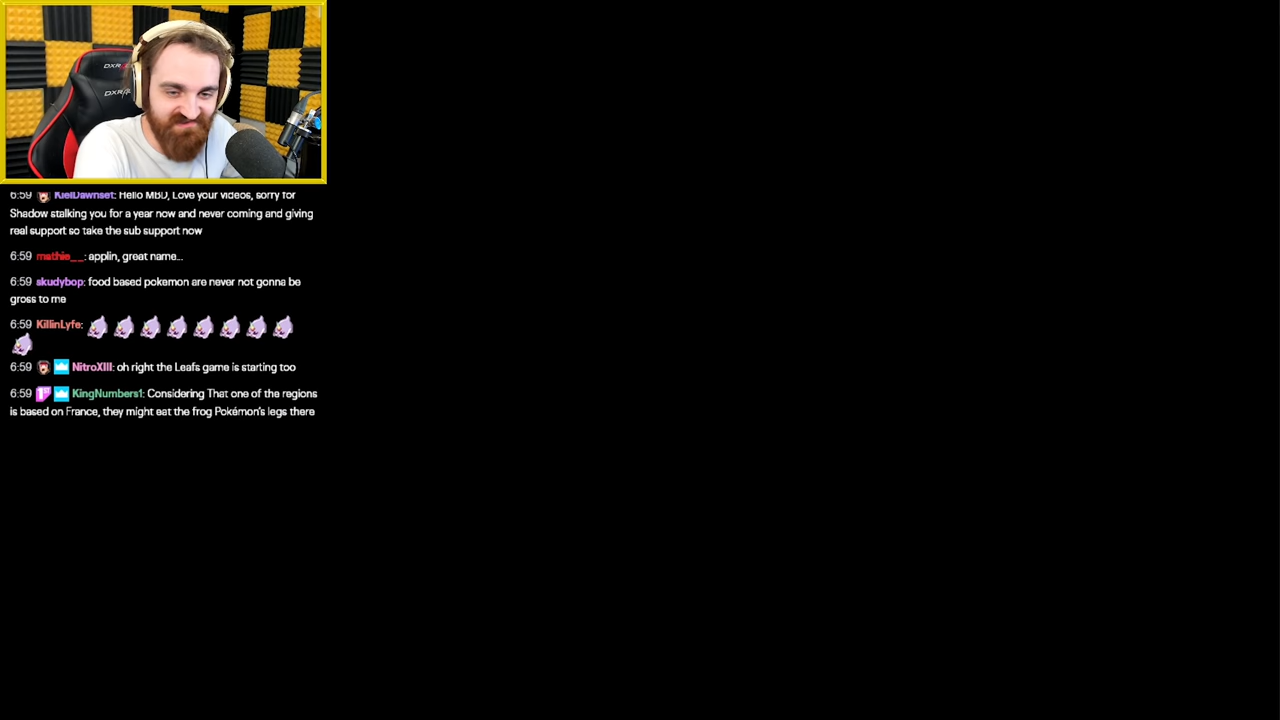 DXR
DXR
6:59 KielDawnset: Hello MBD, Love your videos, sorry for
Shadow stalking you for a year now and never coming and giving
real support so take the sub support now
6:59 mathie__: applin, great name...
6:59 skudybop: food based pokemon are never not gonna be
gross to me
6:59 KillinLyfe:
6:59 NitroXIII: oh right the Leafs game is starting too
6:59 1ST KingNumbers1: Considering That one of the regions
is based on France, they might eat the frog Pokémon's legs there